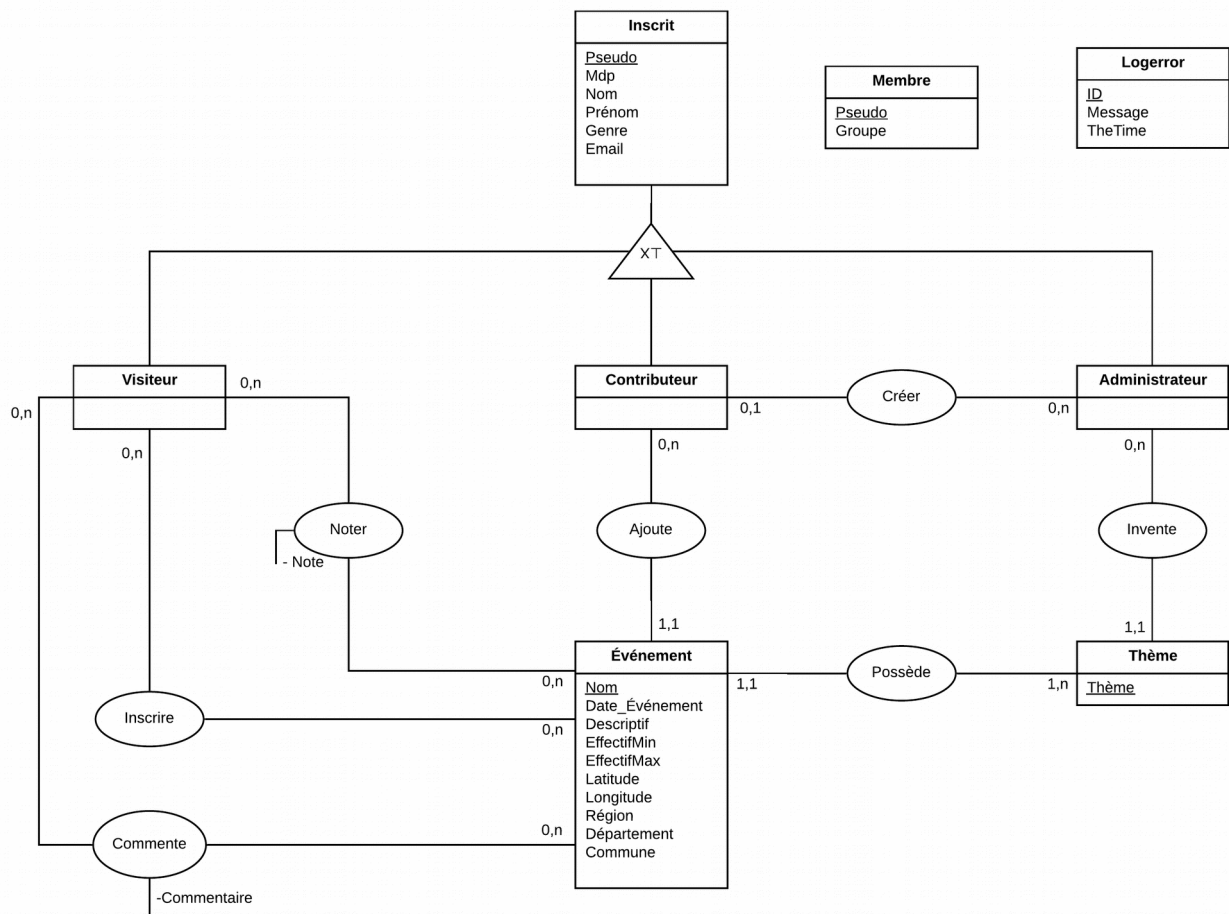 Inscrit
Pseudo
Mdp
Nom
Prénom
Genre
Email
Membre
Pseudo
Groupe
Logerror
ID
Message
TheTime
X⊤
Visiteur
0,n
0,n
0,n
Contributeur
0,1
0,n
Créer
Administrateur
0,n
0,n
Noter
- Note
Ajoute
Invente
1,1
1,1
Inscrire
0,n
0,n
Événement
Nom
Date_Événement
Descriptif
EffectifMin
EffectifMax
Latitude
Longitude
Région
Département
Commune
1,1
Possède
1,n
Thème
Thème
Commente
0,n
-Commentaire